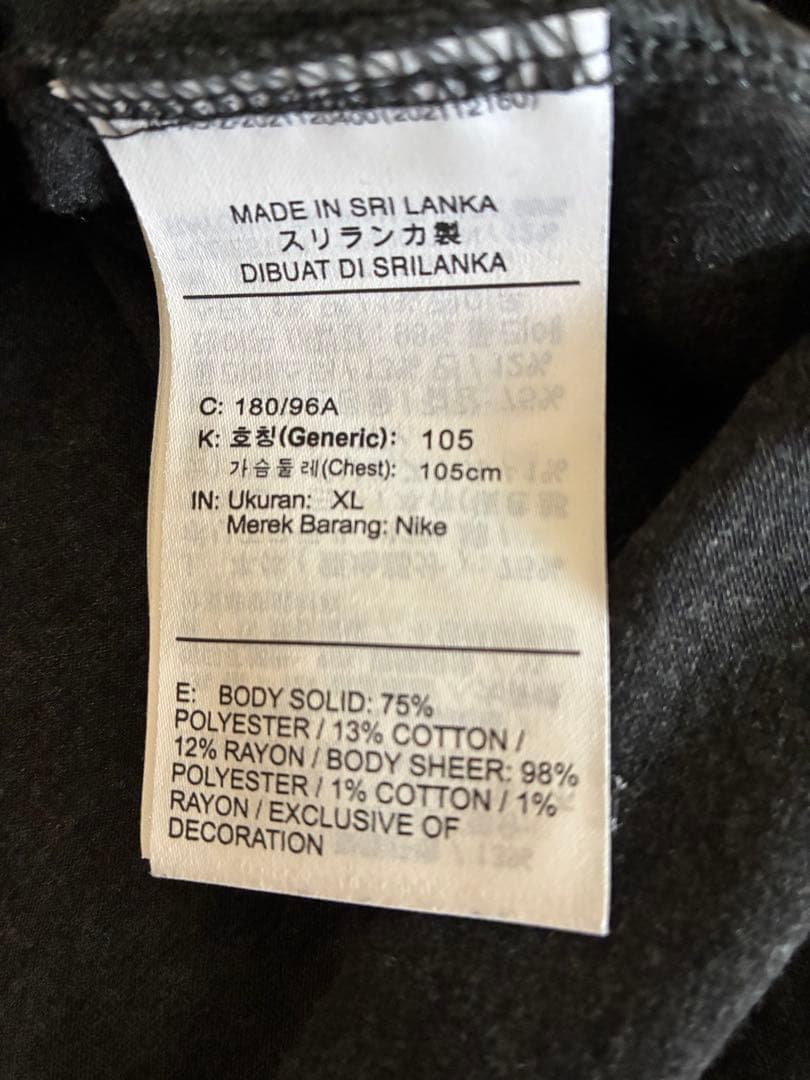 MADE IN SRI LANKA
スリランカ製
DIBUAT DI SRILANKA
C: 180/96A
K: 호칭(Generic): 105
가슴둘레(Chest): 105cm
IN: Ukuran: XL
Merek Barang: Nike
E: BODY SOLID: 75%
POLYESTER / 13% COTTON /
12% RAYON / BODY SHEER: 98%
POLYESTER / 1% COTTON / 1%
RAYON / EXCLUSIVE OF
DECORATION